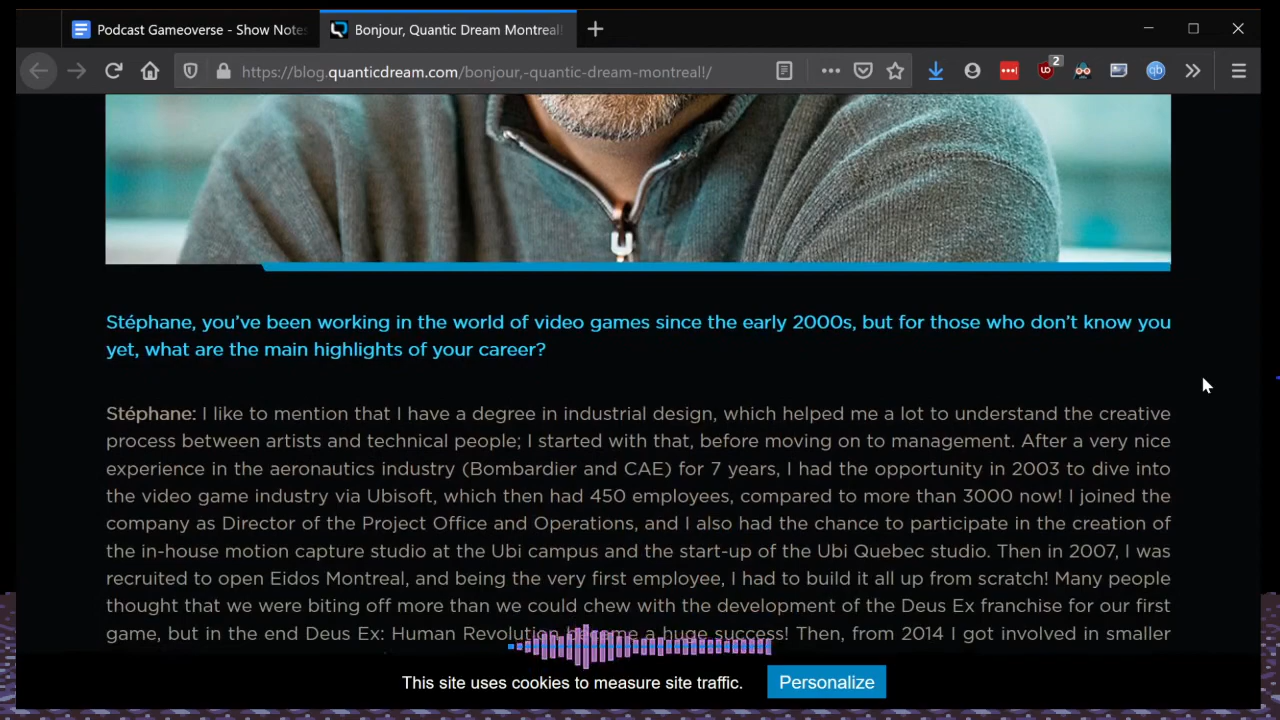 Podcast Gameoverse - Show Notes
Bonjour, Quantic Dream Montreal!
https://blog.quanticdream.com/bonjour,-quantic-dream-montreal!/
2
qb
Stéphane, you've been working in the world of video games since the early 2000s, but for those who don't know you
yet, what are the main highlights of your career?
Stéphane: I like to mention that I have a degree in industrial design, which helped me a lot to understand the creative
process between artists and technical people; I started with that, before moving on to management. After a very nice
experience in the aeronautics industry (Bombardier and CAE) for 7 years, I had the opportunity in 2003 to dive into
the video game industry via Ubisoft, which then had 450 employees, compared to more than 3000 now! I joined the
company as Director of the Project Office and Operations, and I also had the chance to participate in the creation of
the in-house motion capture studio at the Ubi campus and the start-up of the Ubi Quebec studio. Then in 2007, I was
recruited to open Eidos Montreal, and being the very first employee, I had to build it all up from scratch! Many people
thought that we were biting off more than we could chew with the development of the Deus Ex franchise for our first
game, but in the end Deus Ex: Human Revolution became a huge success! Then, from 2014 I got involved in smaller
This site uses cookies to measure site traffic.
Personalize